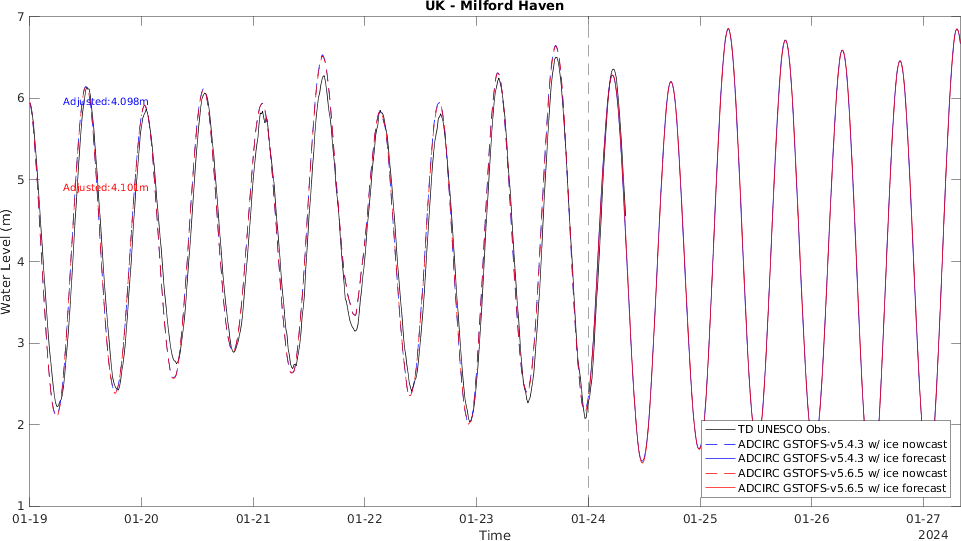 UK - Milford Haven
7
6
5
4
3
2
1
Water Level (m)
Adjusted:4.098m
Adjusted:4.101m
TD UNESCO Obs.
ADCIRC GSTOFS-v5.4.3 w/ ice nowcast
ADCIRC GSTOFS-v5.4.3 w/ ice forecast
ADCIRC GSTOFS-v5.6.5 w/ ice nowcast
ADCIRC GSTOFS-v5.6.5 w/ ice forecast
01-19 01-20 01-21 01-22 01-23 01-24 01-25 01-26 01-27
Time
2024